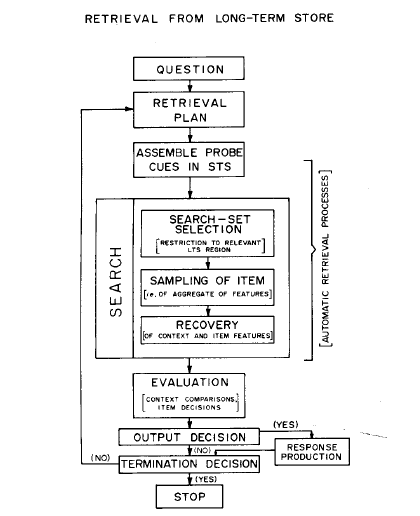 RETRIEVAL FROM LONG-TERM STORE
QUESTION
RETRIEVAL
PLAN
ASSEMBLE PROBE
CUES IN STS
SEARCH
SEARCH-SET
SELECTION
[RESTRICTION TO RELEVANT
LTS REGION]
SAMPLING OF ITEM
[i.e. OF AGGREGATE OF FEATURES]
RECOVERY
[OF CONTEXT AND ITEM FEATURES]
[AUTOMATIC RETRIEVAL PROCESSES]
EVALUATION
[CONTEXT COMPARISONS,
ITEM DECISIONS]
OUTPUT DECISION
(YES)
RESPONSE
PRODUCTION
(NO)
TERMINATION DECISION
(NO)
(YES)
STOP